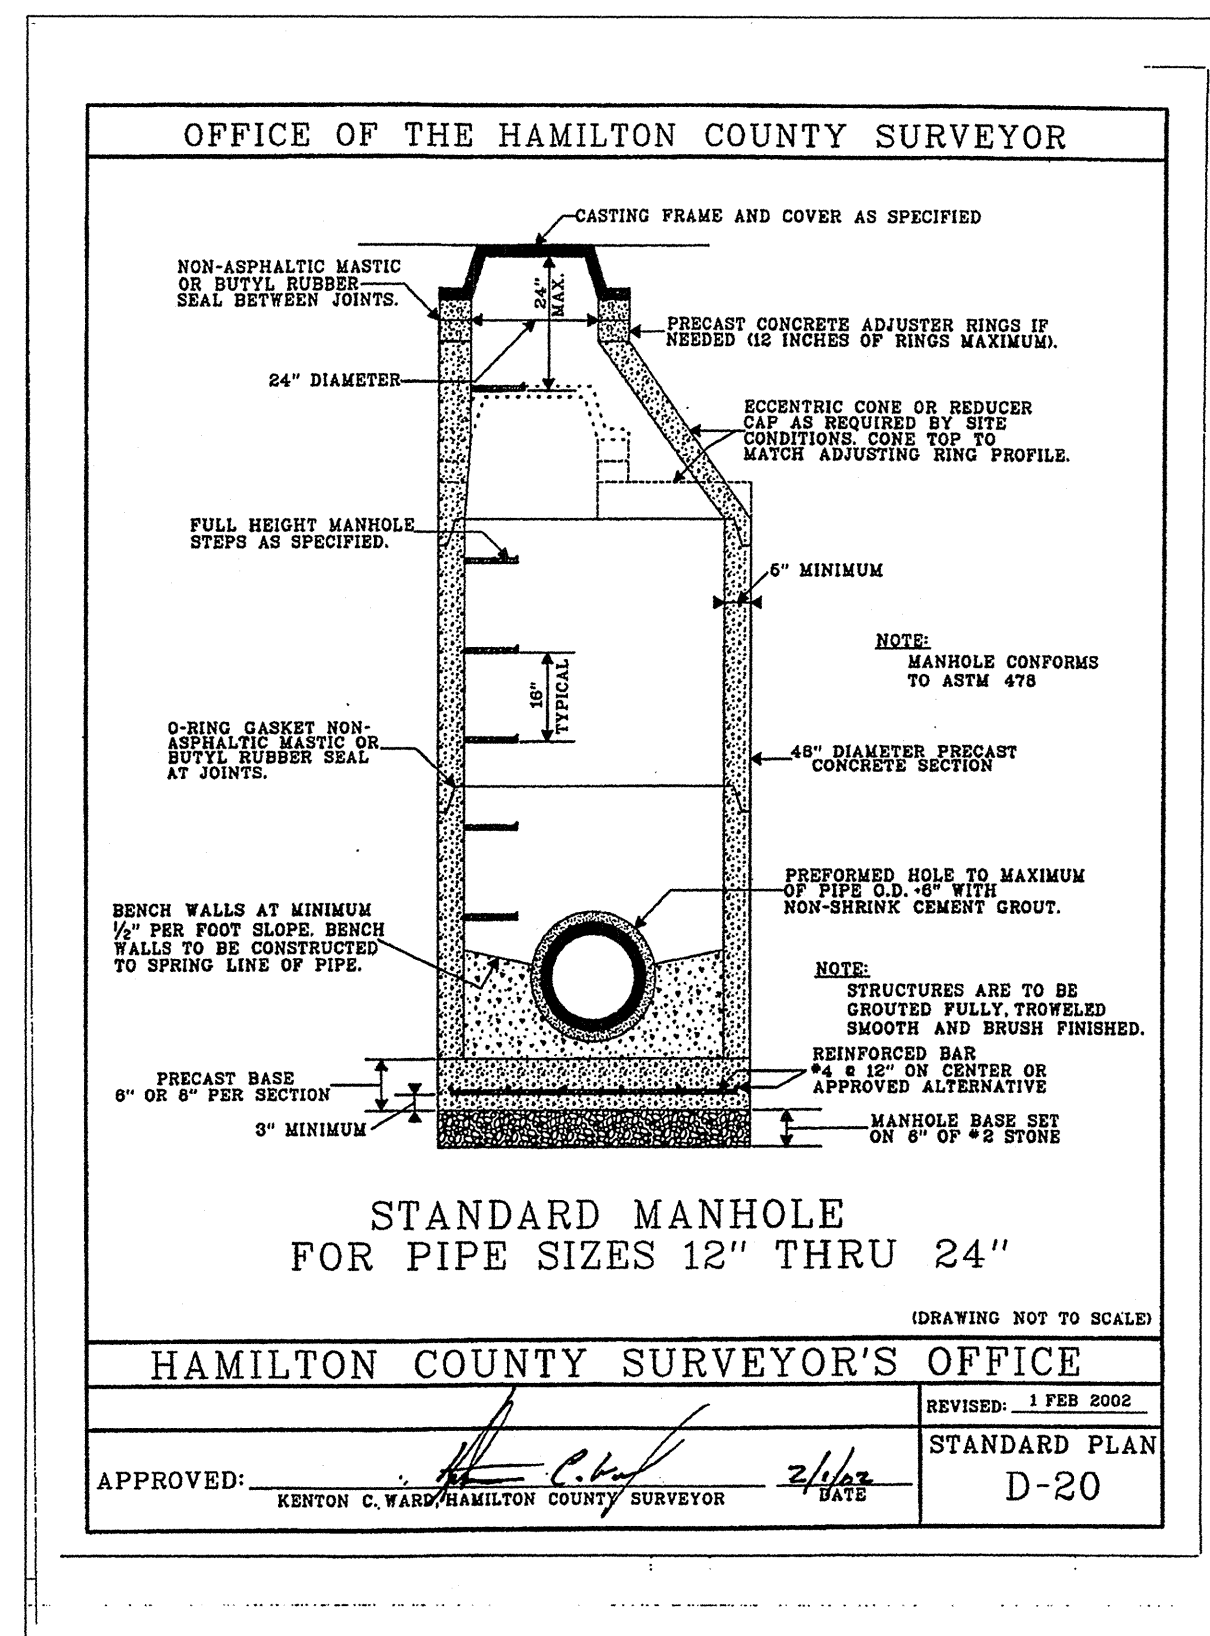 OFFICE OF THE HAMILTON COUNTY SURVEYOR
CASTING FRAME AND COVER AS SPECIFIED
NON-ASPHALTIC MASTIC
OR BUTYL RUBBER
SEAL BETWEEN JOINTS.
24"
MAX.
PRECAST CONCRETE ADJUSTER RINGS IF
NEEDED (12 INCHES OF RINGS MAXIMUM).
24" DIAMETER
ECCENTRIC CONE OR REDUCER
CAP AS REQUIRED BY SITE
CONDITIONS. CONE TOP TO
MATCH ADJUSTING RING PROFILE.
FULL HEIGHT MANHOLE
STEPS AS SPECIFIED.
MINIMUM
NOTE:
MANHOLE CONFORMS
TO ASTM 478
16"
TYPICAL
O-RING GASKET NON-
ASPHALTIC MASTIC OR
BUTYL RUBBER SEAL
AT JOINTS.
48" DIAMETER PRECAST
CONCRETE SECTION
PREFORMED HOLE TO MAXIMUM
OF PIPE O.D. +6" WITH
NON-SHRINK CEMENT GROUT.
BENCH WALLS AT MINIMUM
1/2" PER FOOT SLOPE. BENCH
WALLS TO BE CONSTRUCTED
TO SPRING LINE OF PIPE.
NOTE:
STRUCTURES ARE TO BE
GROUTED FULLY, TROWELED
SMOOTH AND BRUSH FINISHED.
REINFORCED BAR
#4 @ 12" ON CENTER OR
APPROVED ALTERNATIVE
PRECAST BASE
6" OR 8" PER SECTION
3" MINIMUM
MANHOLE BASE SET
ON 6" OF #2 STONE
STANDARD MANHOLE
FOR PIPE SIZES 12" THRU 24"
(DRAWING NOT TO SCALE)
HAMILTON COUNTY SURVEYOR'S OFFICE
REVISED: 1 FEB 2002
STANDARD PLAN
D-20
APPROVED:
2/1/02
KENTON C. WARD, HAMILTON COUNTY SURVEYOR
DATE